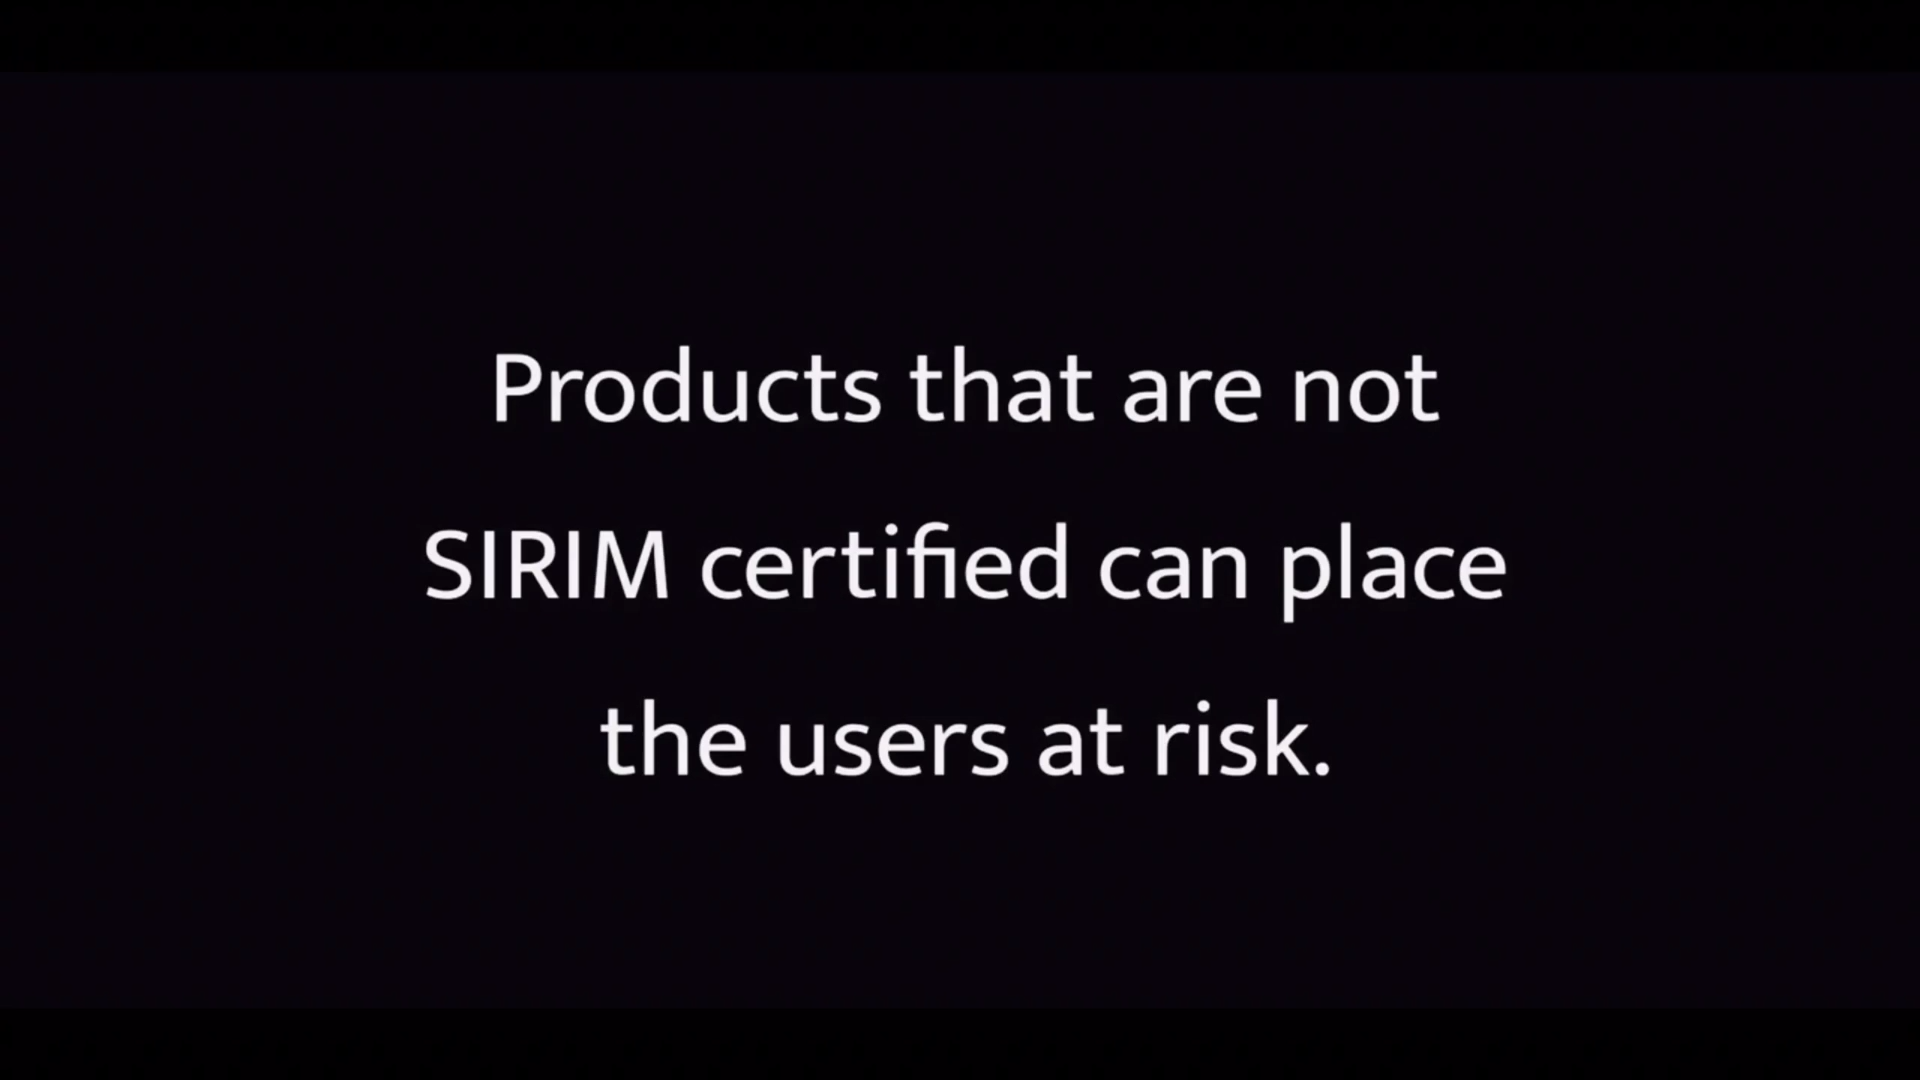 Products that are not
SIRIM certified can place
the users at risk.